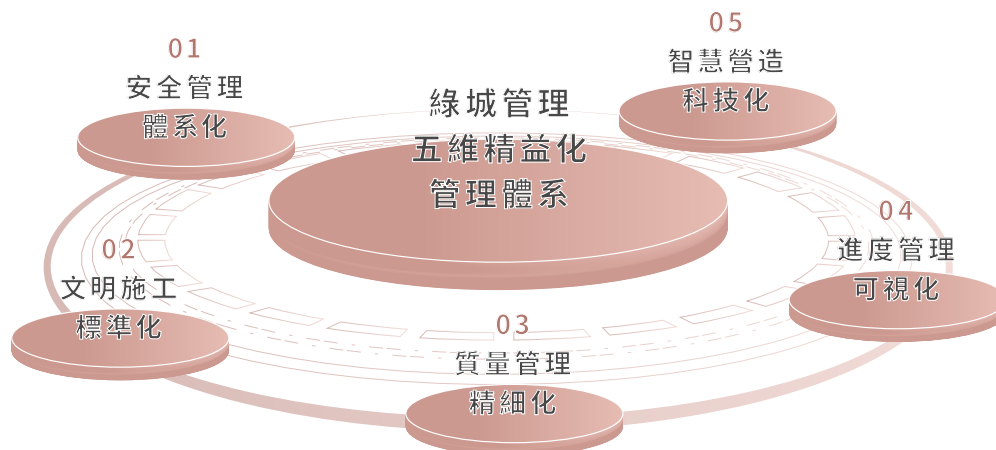 綠城管理
五維精益化
管理體系
01
安全管理
體系化
02
文明施工
標準化
03
質量管理
精細化
04
進度管理
可視化
05
智慧營造
科技化